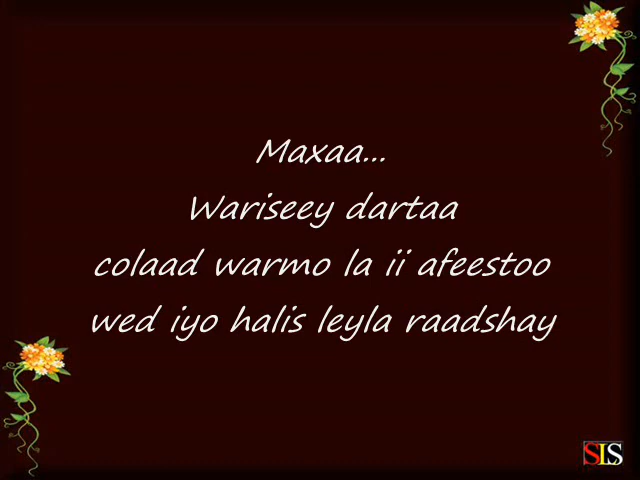 Maxaa...
Wariseey dartaa
colaad warmo la ii afeestoo
wed iyo halis leyla raadshay
SLS